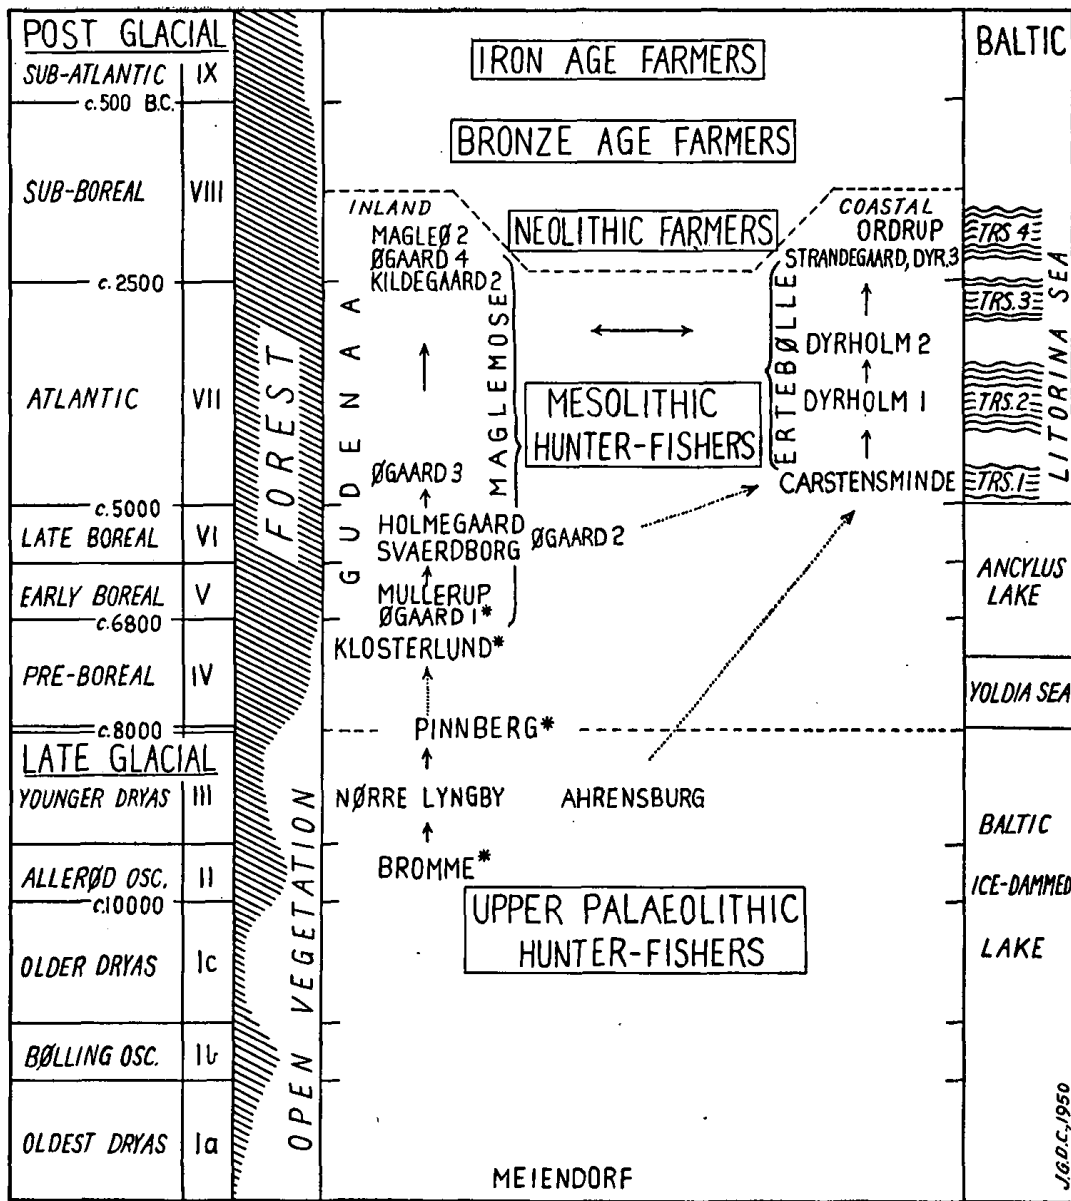 POST GLACIAL
SUB-ATLANTIC IX
c.500 B.C.
SUB-BOREAL VIII
c.2500
ATLANTIC VII
c.5000
LATE BOREAL VI
EARLY BOREAL V
c.6800
PRE-BOREAL IV
c.8000
LATE GLACIAL
YOUNGER DRYAS III
ALLERØD OSC. II
c.10000
OLDER DRYAS Ic
BØLLING OSC. Ib
OLDEST DRYAS Ia
FOREST
OPEN VEGETATION
IRON AGE FARMERS
BRONZE AGE FARMERS
NEOLITHIC FARMERS
INLAND
MAGLEØ 2
ØGAARD 4
KILDEGAARD 2
GUDENAA
MAGLEMOSE
ØGAARD 3
HOLMEGAARD
SVAERDBORG
ØGAARD 2
MULLERUP
ØGAARD 1*
KLOSTERLUND*
PINNBERG*
NØRRE LYNGBY
BROMME*
MESOLITHIC
HUNTER-FISHERS
COASTAL
ORDRUP
STRANDEGAARD, DYR.3
ERTEBØLLE
DYRHOLM 2
DYRHOLM 1
CARSTENSMINDE
AHRENSBURG
UPPER PALAEOLITHIC
HUNTER-FISHERS
MEIENDORF
BALTIC
TRS 4
TRS.3
TRS.2
TRS.1
LITORINA SEA
ANCYLUS
LAKE
YOLDIA SEA
BALTIC
ICE-DAMMED
LAKE
J.G.D.C.,1950